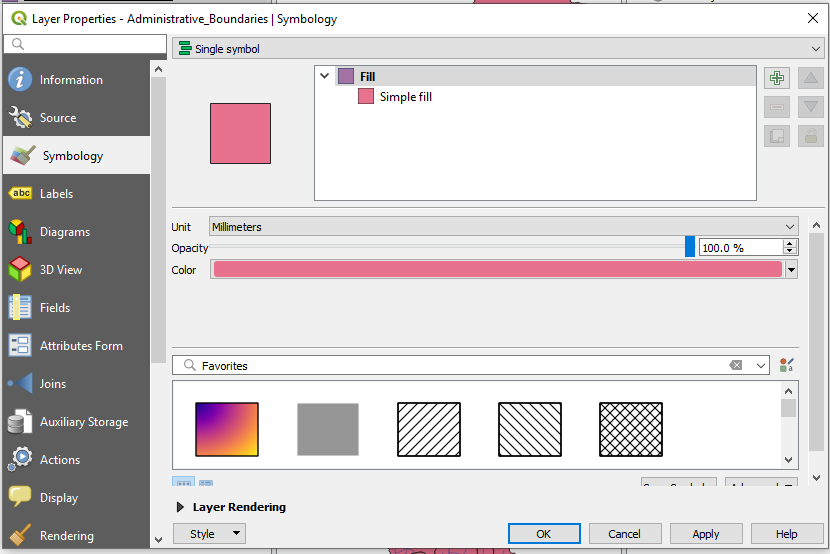 Layer Properties - Administrative_Boundaries | Symbology
Single symbol
Information
Source
Symbology
abc Labels
Diagrams
3D View
Fields
Attributes Form
Joins
Auxiliary Storage
Actions
Display
Rendering
Fill
Simple fill
Unit Millimeters
Opacity 100.0 %
Color
Favorites
Layer Rendering
Style OK Cancel Apply Help